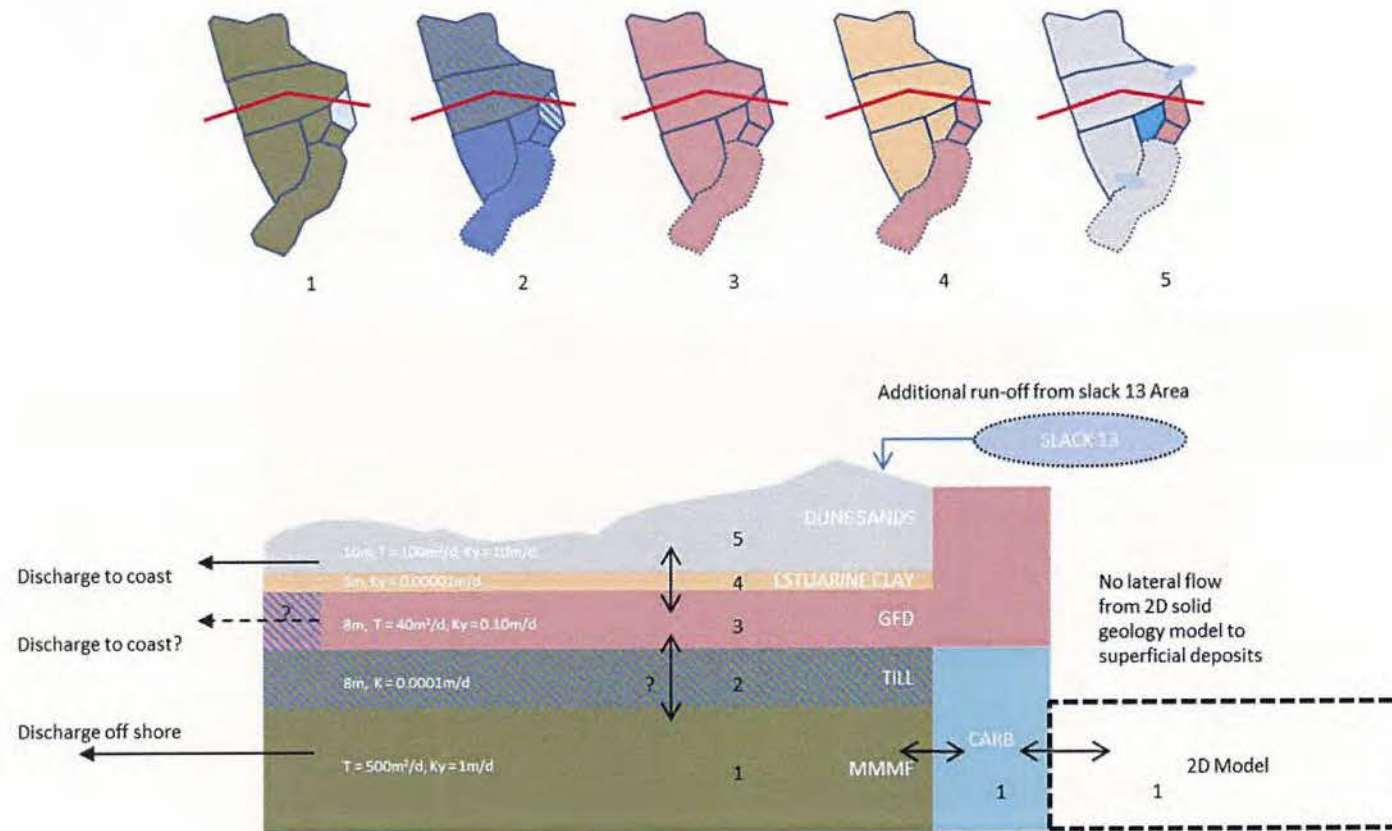 1
2
3
4
5
Additional run-off from slack 13 Area
SLACK 13
DUNE SANDS
5
10m, T = 100m²/d, Ky = 10m/d
Discharge to coast
ESTUARINE CLAY
4
3m, Ky = 0.00001m/d
?
GFD
3
8m, T = 40m²/d, Ky = 0.10m/d
Discharge to coast?
No lateral flow
from 2D solid
geology model to
superficial deposits
TILL
2
?
8m, K = 0.0001m/d
Discharge off shore
T = 500m²/d, Ky = 1m/d
1
MMMF
CARB
1
2D Model
1